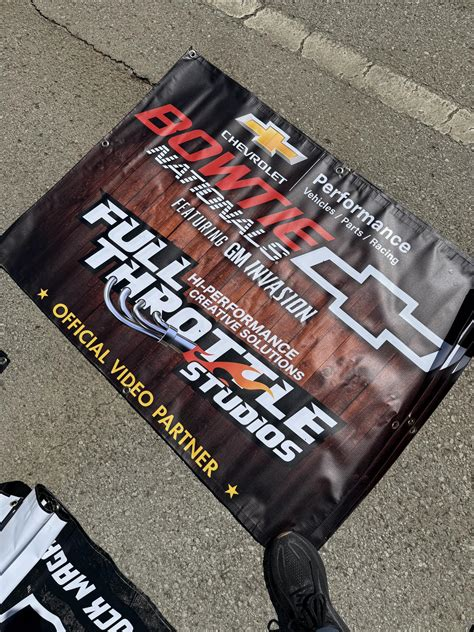 CHEVROLET
Performance
Vehicles / Parts / Racing
BOWTIE
NATIONALS
FEATURING GM INVASION
FULL
THROTTLE
HI-PERFORMANCE
CREATIVE SOLUTIONS
STUDIOS
OFFICIAL VIDEO PARTNER